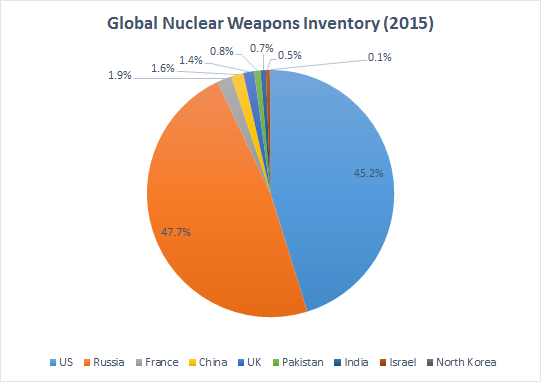 Global Nuclear Weapons Inventory (2015)
0.8% 0.7% 0.5% 0.1%
1.4%
1.6%
1.9%
45.2%
47.7%
US Russia France China UK Pakistan India Israel North Korea